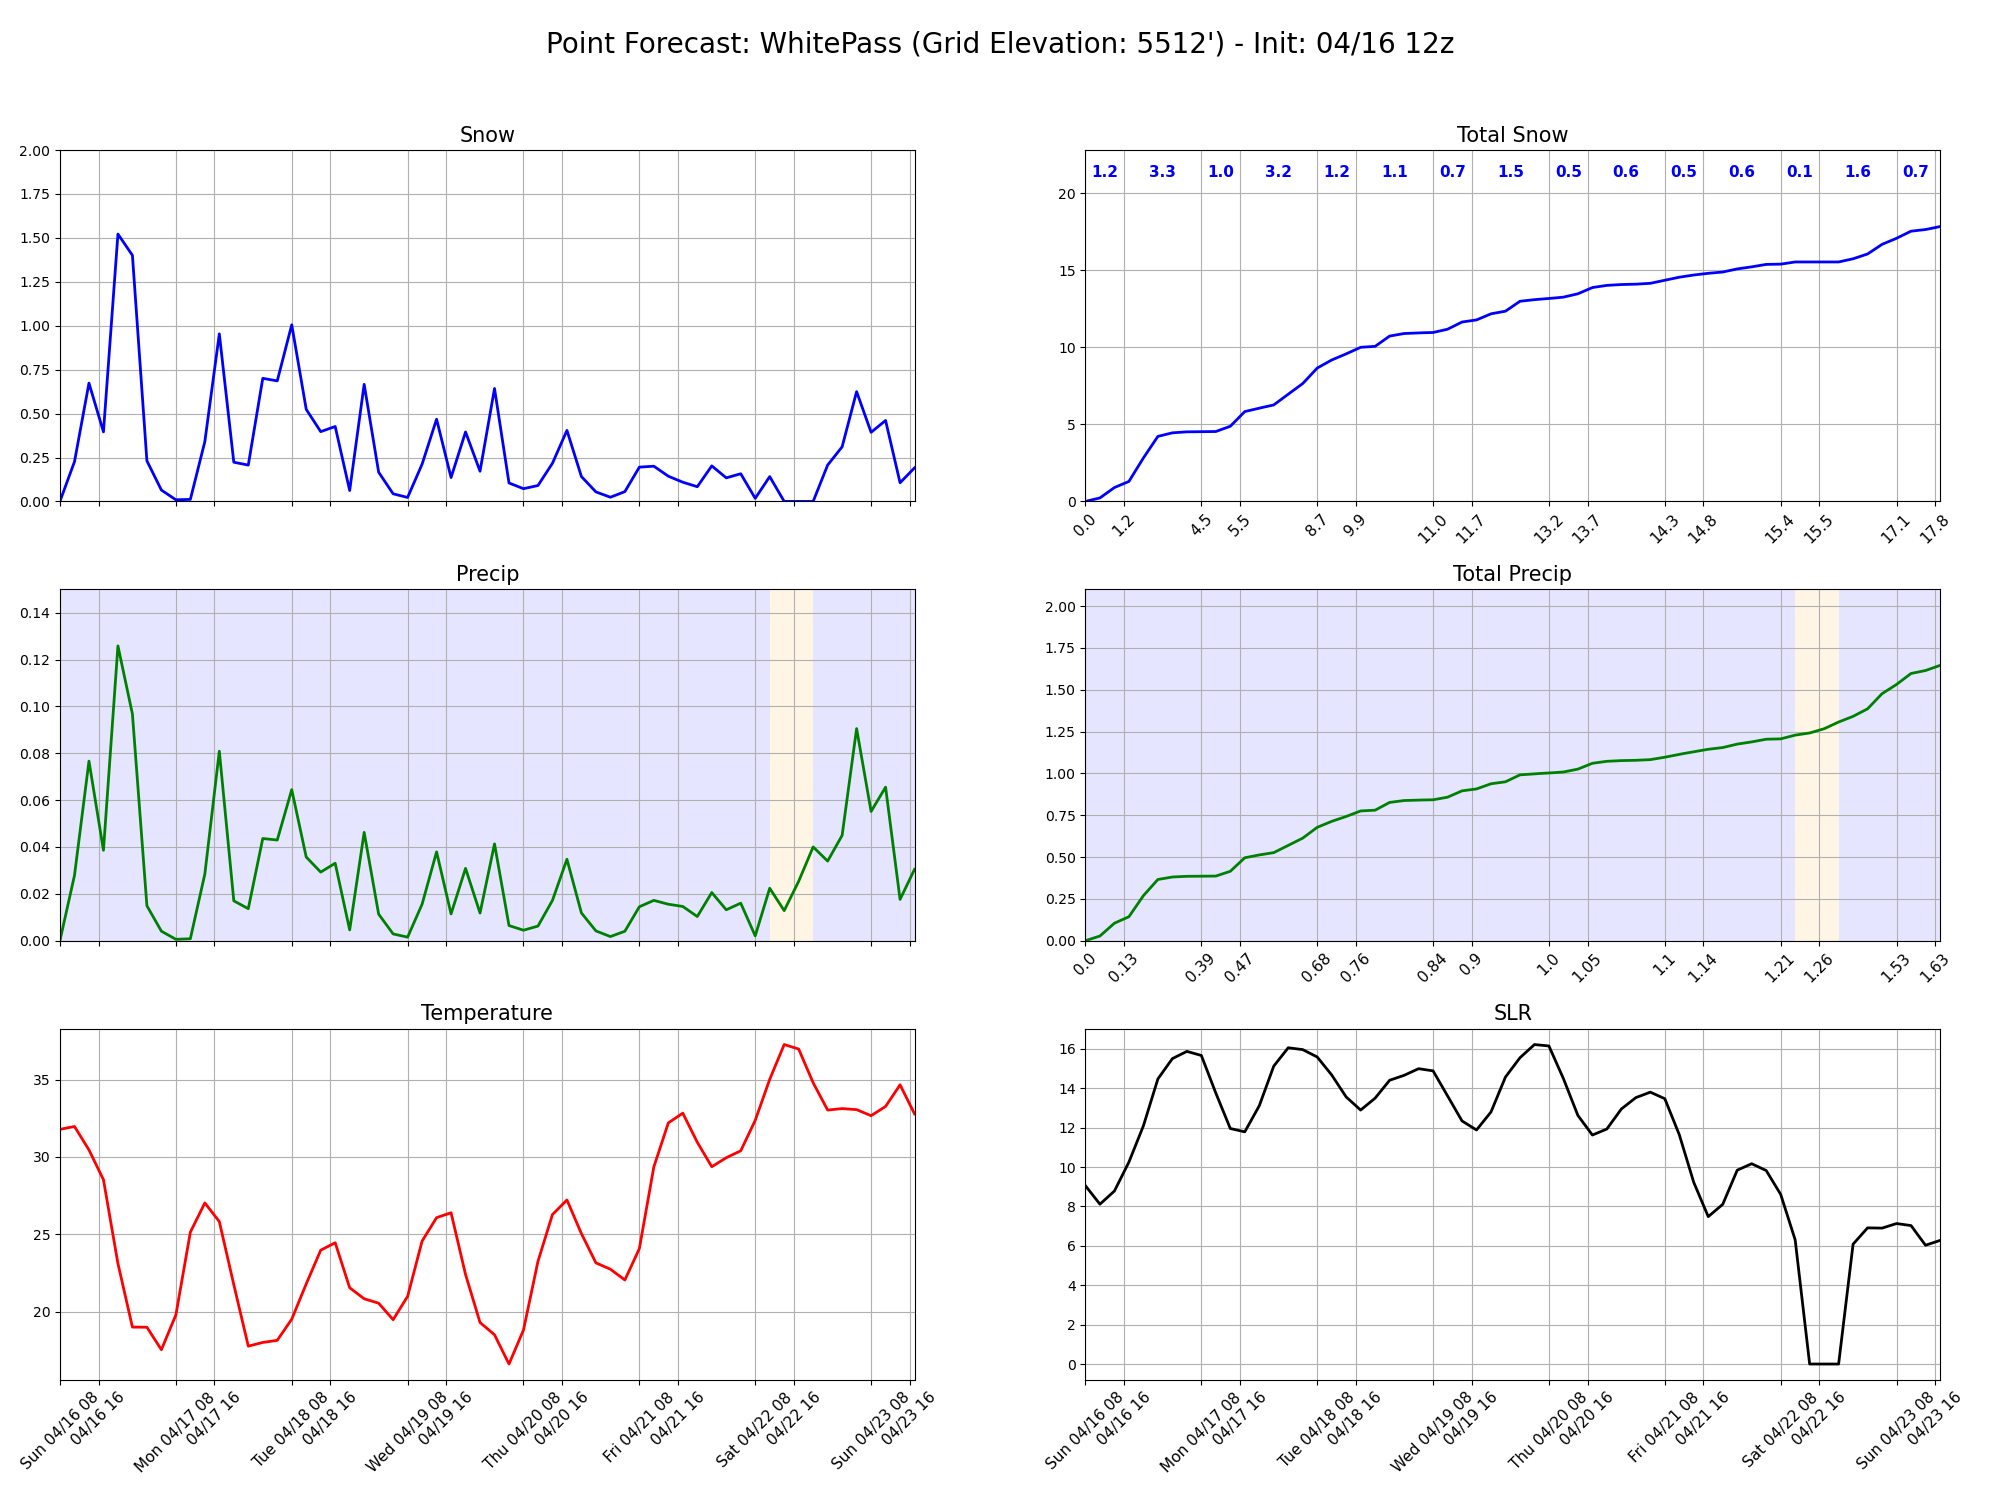 Point Forecast: WhitePass (Grid Elevation: 5512') - Init: 04/16 12z
Snow
2.00
1.75
1.50
1.25
1.00
0.75
0.50
0.25
0.00
Total Snow
1.2 3.3 1.0 3.2 1.2 1.1 0.7 1.5 0.5 0.6 0.5 0.6 0.1 1.6 0.7
20
15
10
5
0
0.0 1.2 4.5 5.5 8.7 9.9 11.0 11.7 13.2 13.7 14.3 14.8 15.4 15.5 17.1 17.8
Precip
0.14
0.12
0.10
0.08
0.06
0.04
0.02
0.00
Total Precip
2.00
1.75
1.50
1.25
1.00
0.75
0.50
0.25
0.00
0.0 0.13 0.39 0.47 0.68 0.76 0.84 0.9 1.0 1.05 1.1 1.14 1.21 1.26 1.53 1.63
Temperature
35
30
25
20
Sun 04/16 08
04/16 16
Mon 04/17 08
04/17 16
Tue 04/18 08
04/18 16
Wed 04/19 08
04/19 16
Thu 04/20 08
04/20 16
Fri 04/21 08
04/21 16
Sat 04/22 08
04/22 16
Sun 04/23 08
04/23 16
SLR
16
14
12
10
8
6
4
2
0
Sun 04/16 08
04/16 16
Mon 04/17 08
04/17 16
Tue 04/18 08
04/18 16
Wed 04/19 08
04/19 16
Thu 04/20 08
04/20 16
Fri 04/21 08
04/21 16
Sat 04/22 08
04/22 16
Sun 04/23 08
04/23 16